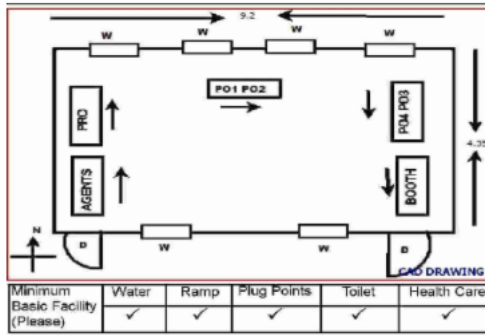 9.2
W W W W
PO1 PO2
PRO
PO4 PO3
4.35
AGENTS
BOOTH
N
D W W D
CAD DRAWING
Minimum Basic Facility (Please) Water Ramp Plug Points Toilet Health Care
✓ ✓ ✓ ✓ ✓